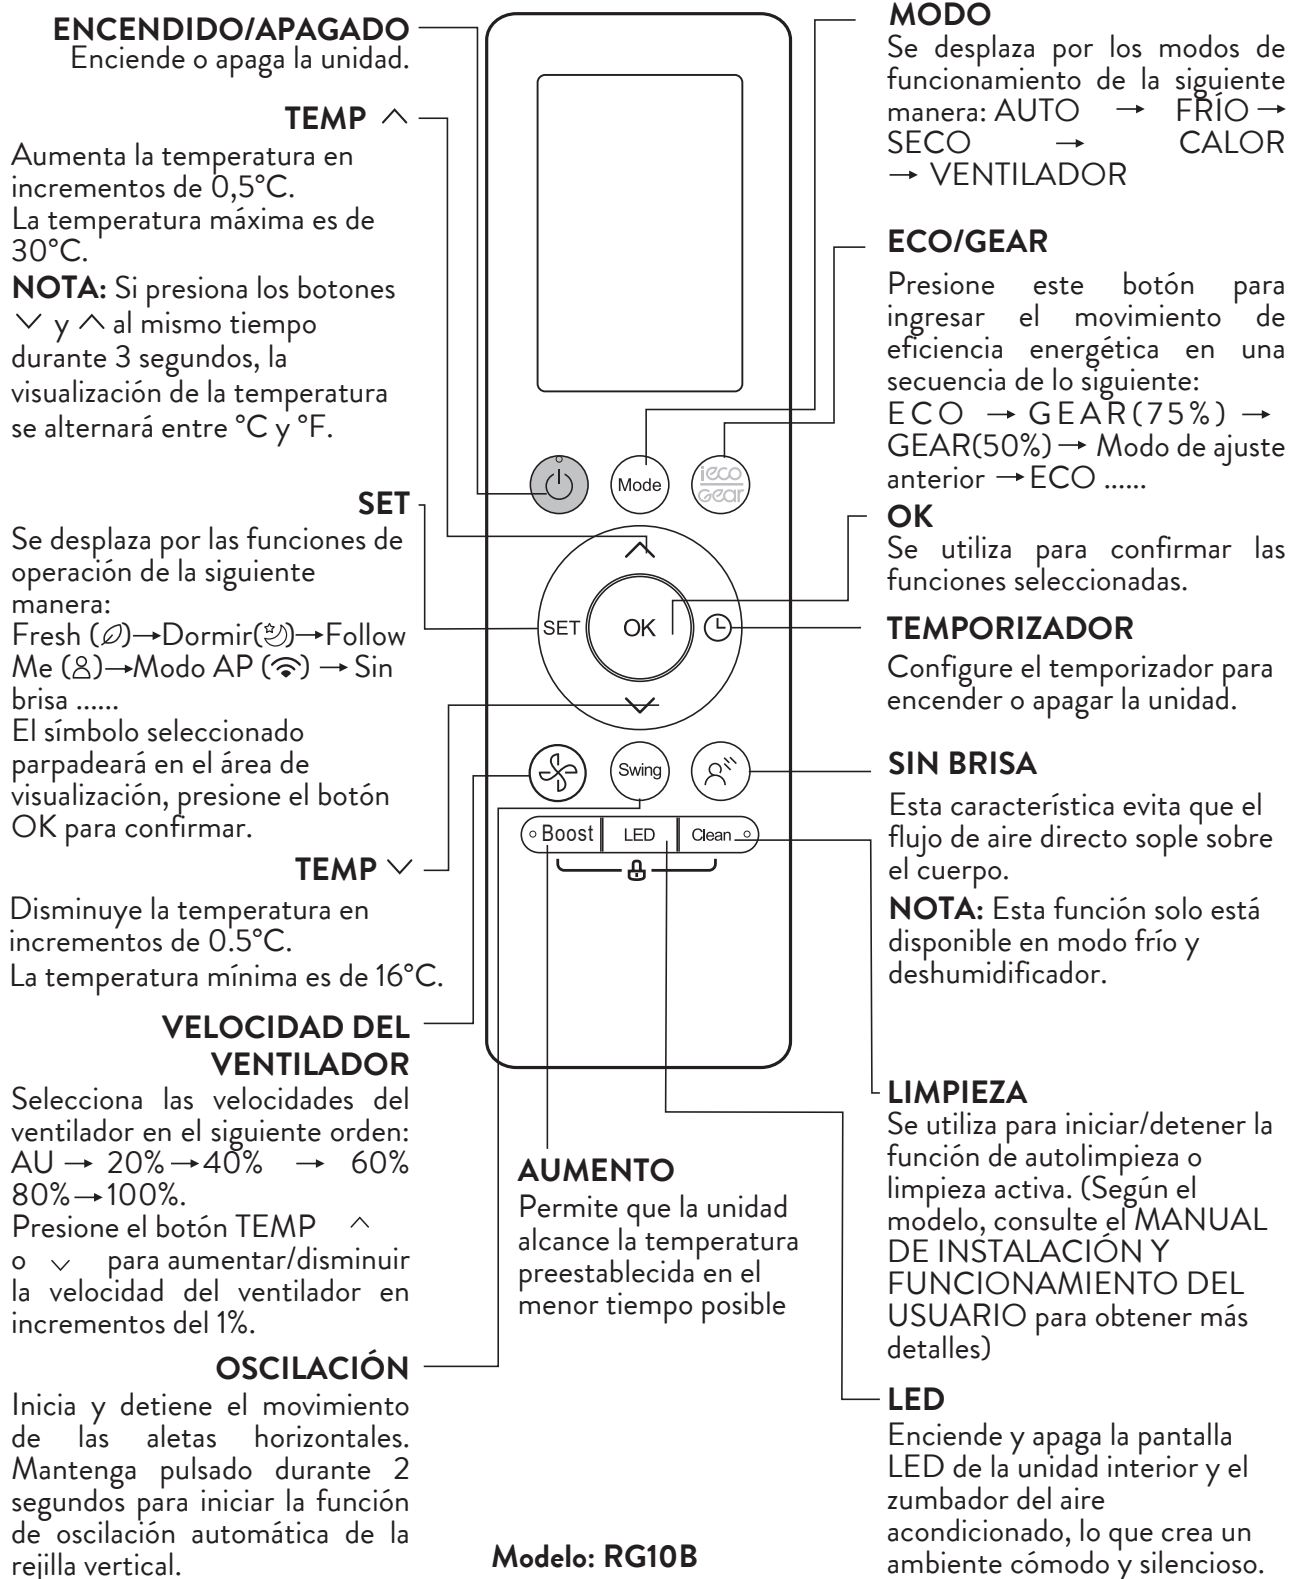 ENCENDIDO/APAGADO
Enciende o apaga la unidad.
TEMP ︿
Aumenta la temperatura en
incrementos de 0,5°C.
La temperatura máxima es de
30°C.
NOTA: Si presiona los botones
﹀ y ︿ al mismo tiempo
durante 3 segundos, la
visualización de la temperatura
se alternará entre °C y °F.
SET
Se desplaza por las funciones de
operación de la siguiente
manera:
Fresh ( )→Dormir( )→Follow
Me ( )→Modo AP ( ) → Sin
brisa ......
El símbolo seleccionado
parpadeará en el área de
visualización, presione el botón
OK para confirmar.
TEMP ﹀
Disminuye la temperatura en
incrementos de 0.5°C.
La temperatura mínima es de 16°C.
VELOCIDAD DEL
VENTILADOR
Selecciona las velocidades del
ventilador en el siguiente orden:
AU → 20% →40% → 60%
80%→100%.
Presione el botón TEMP ︿
o ﹀ para aumentar/disminuir
la velocidad del ventilador en
incrementos del 1%.
OSCILACIÓN
Inicia y detiene el movimiento
de las aletas horizontales.
Mantenga pulsado durante 2
segundos para iniciar la función
de oscilación automática de la
rejilla vertical.
Mode
ieco
Gear
SET
OK
Swing
Boost
LED
Clean
AUMENTO
Permite que la unidad
alcance la temperatura
preestablecida en el
menor tiempo posible
Modelo: RG10B
MODO
Se desplaza por los modos de
funcionamiento de la siguiente
manera: AUTO → FRÍO →
SECO → CALOR
→ VENTILADOR
ECO/GEAR
Presione este botón para
ingresar el movimiento de
eficiencia energética en una
secuencia de lo siguiente:
ECO → GEAR(75%) →
GEAR(50%) → Modo de ajuste
anterior →ECO ......
OK
Se utiliza para confirmar las
funciones seleccionadas.
TEMPORIZADOR
Configure el temporizador para
encender o apagar la unidad.
SIN BRISA
Esta característica evita que el
flujo de aire directo sople sobre
el cuerpo.
NOTA: Esta función solo está
disponible en modo frío y
deshumidificador.
LIMPIEZA
Se utiliza para iniciar/detener la
función de autolimpieza o
limpieza activa. (Según el
modelo, consulte el MANUAL
DE INSTALACIÓN Y
FUNCIONAMIENTO DEL
USUARIO para obtener más
detalles)
LED
Enciende y apaga la pantalla
LED de la unidad interior y el
zumbador del aire
acondicionado, lo que crea un
ambiente cómodo y silencioso.